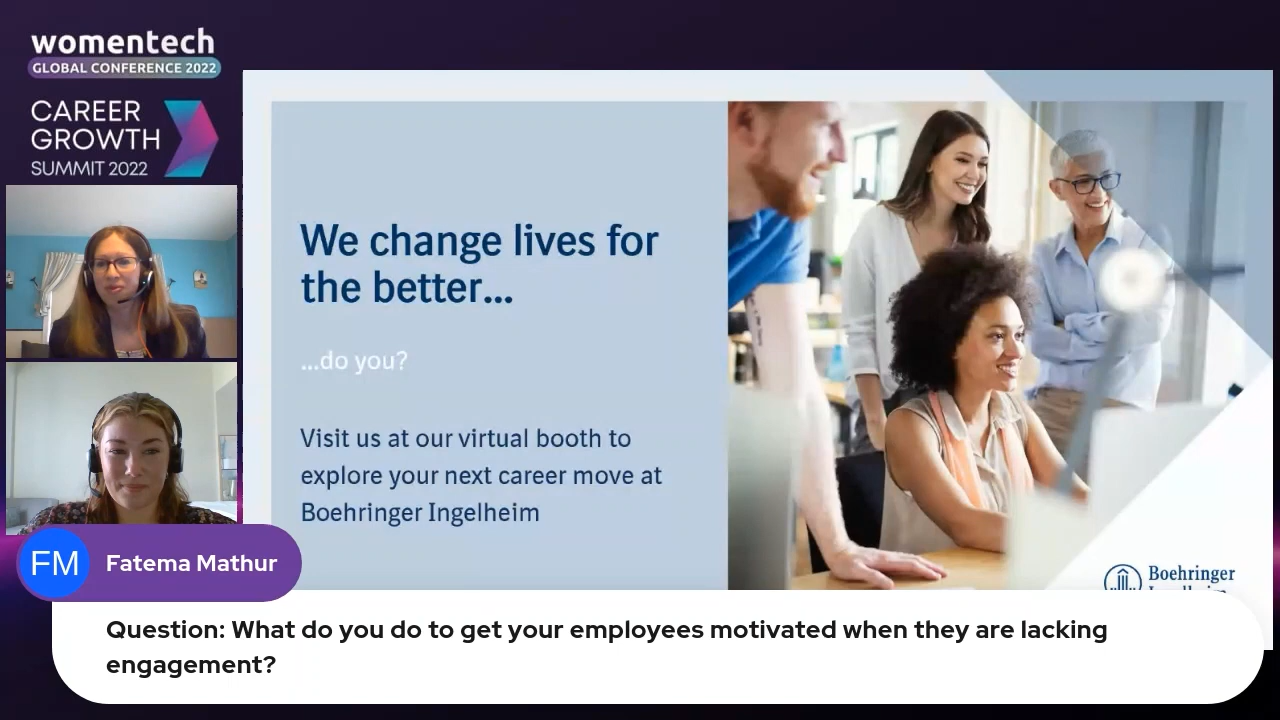 womentech
GLOBAL CONFERENCE 2022
CAREER
GROWTH
SUMMIT 2022
We change lives for
the better...
...do you?
Visit us at our virtual booth to
explore your next career move at
Boehringer Ingelheim
Boehringer
FM
Fatema Mathur
Question: What do you do to get your employees motivated when they are lacking
engagement?